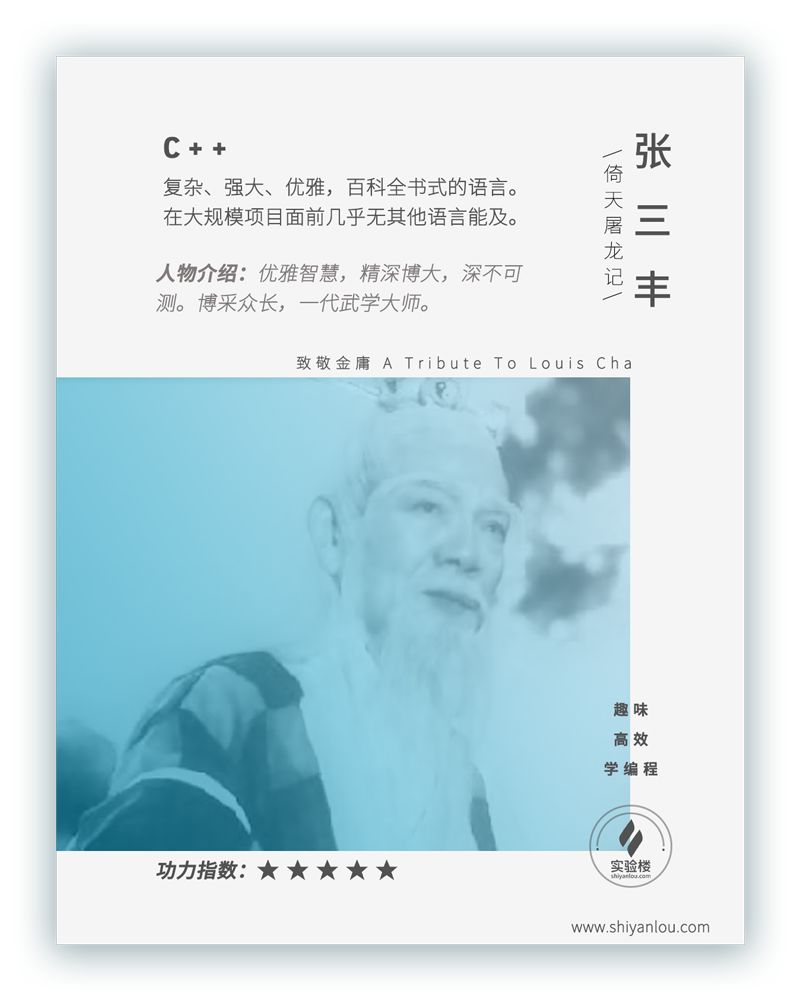 C++
复杂、强大、优雅，百科全书式的语言。
在大规模项目面前几乎无其他语言能及。
人物介绍：优雅智慧，精深博大，深不可
测。博采众长，一代武学大师。
张三丰
\倚天屠龙记/
致敬金庸 A Tribute To Louis Cha
趣味
高效
学编程
实验楼
shiyanlou.com
功力指数：★★★★★
www.shiyanlou.com